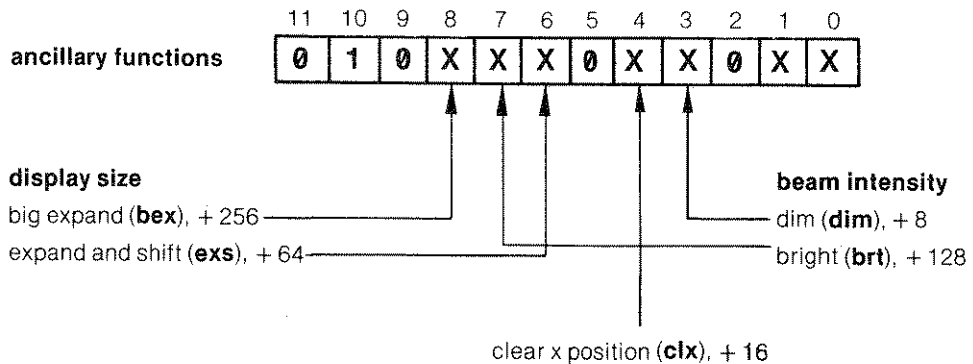 11 10 9 8 7 6 5 4 3 2 1 0
ancillary functions 0 1 0 X X X 0 X X 0 X X
display size
big expand (bex), + 256
expand and shift (exs), + 64
beam intensity
dim (dim), + 8
bright (brt), + 128
clear x position (clx), + 16